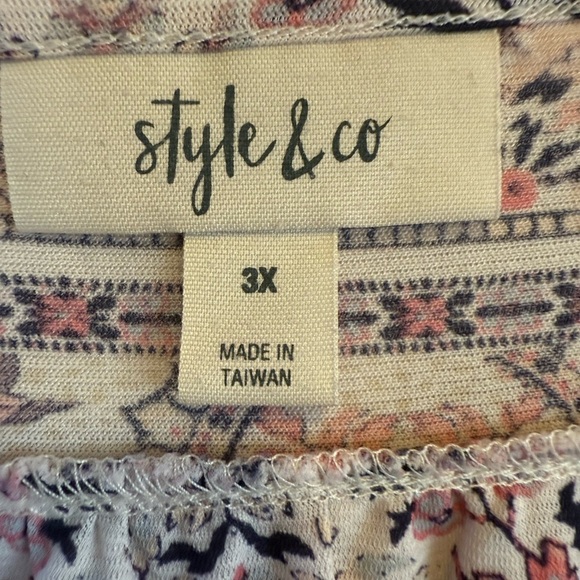 style & co
3X
MADE IN
TAIWAN